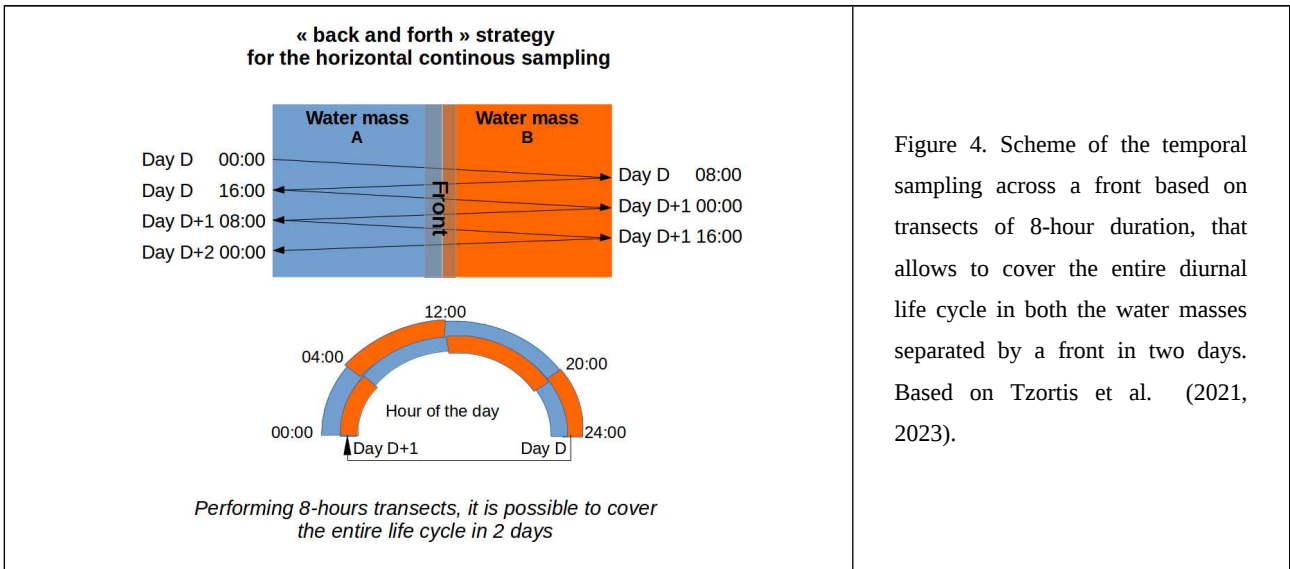 « back and forth » strategy
for the horizontal continous sampling
Water mass
A
Water mass
B
Front
Day D 00:00
Day D 16:00
Day D+1 08:00
Day D+2 00:00
Day D 08:00
Day D+1 00:00
Day D+1 16:00
12:00
04:00
20:00
Hour of the day
00:00
24:00
Day D+1
Day D
Performing 8-hours transects, it is possible to cover
the entire life cycle in 2 days
Figure 4. Scheme of the temporal
sampling across a front based on
transects of 8-hour duration, that
allows to cover the entire diurnal
life cycle in both the water masses
separated by a front in two days.
Based on Tzortis et al. (2021,
2023).